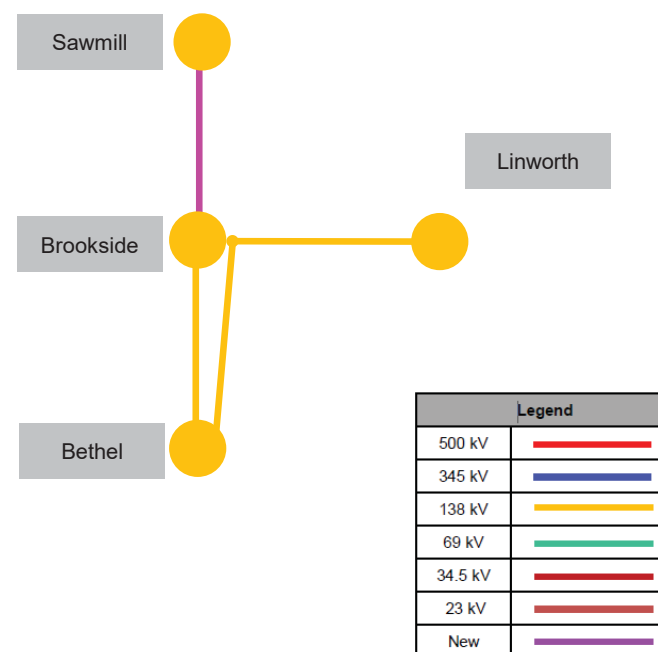 Sawmill
Linworth
Brookside
Bethel
Legend
500 kV
345 kV
138 kV
69 kV
34.5 kV
23 kV
New